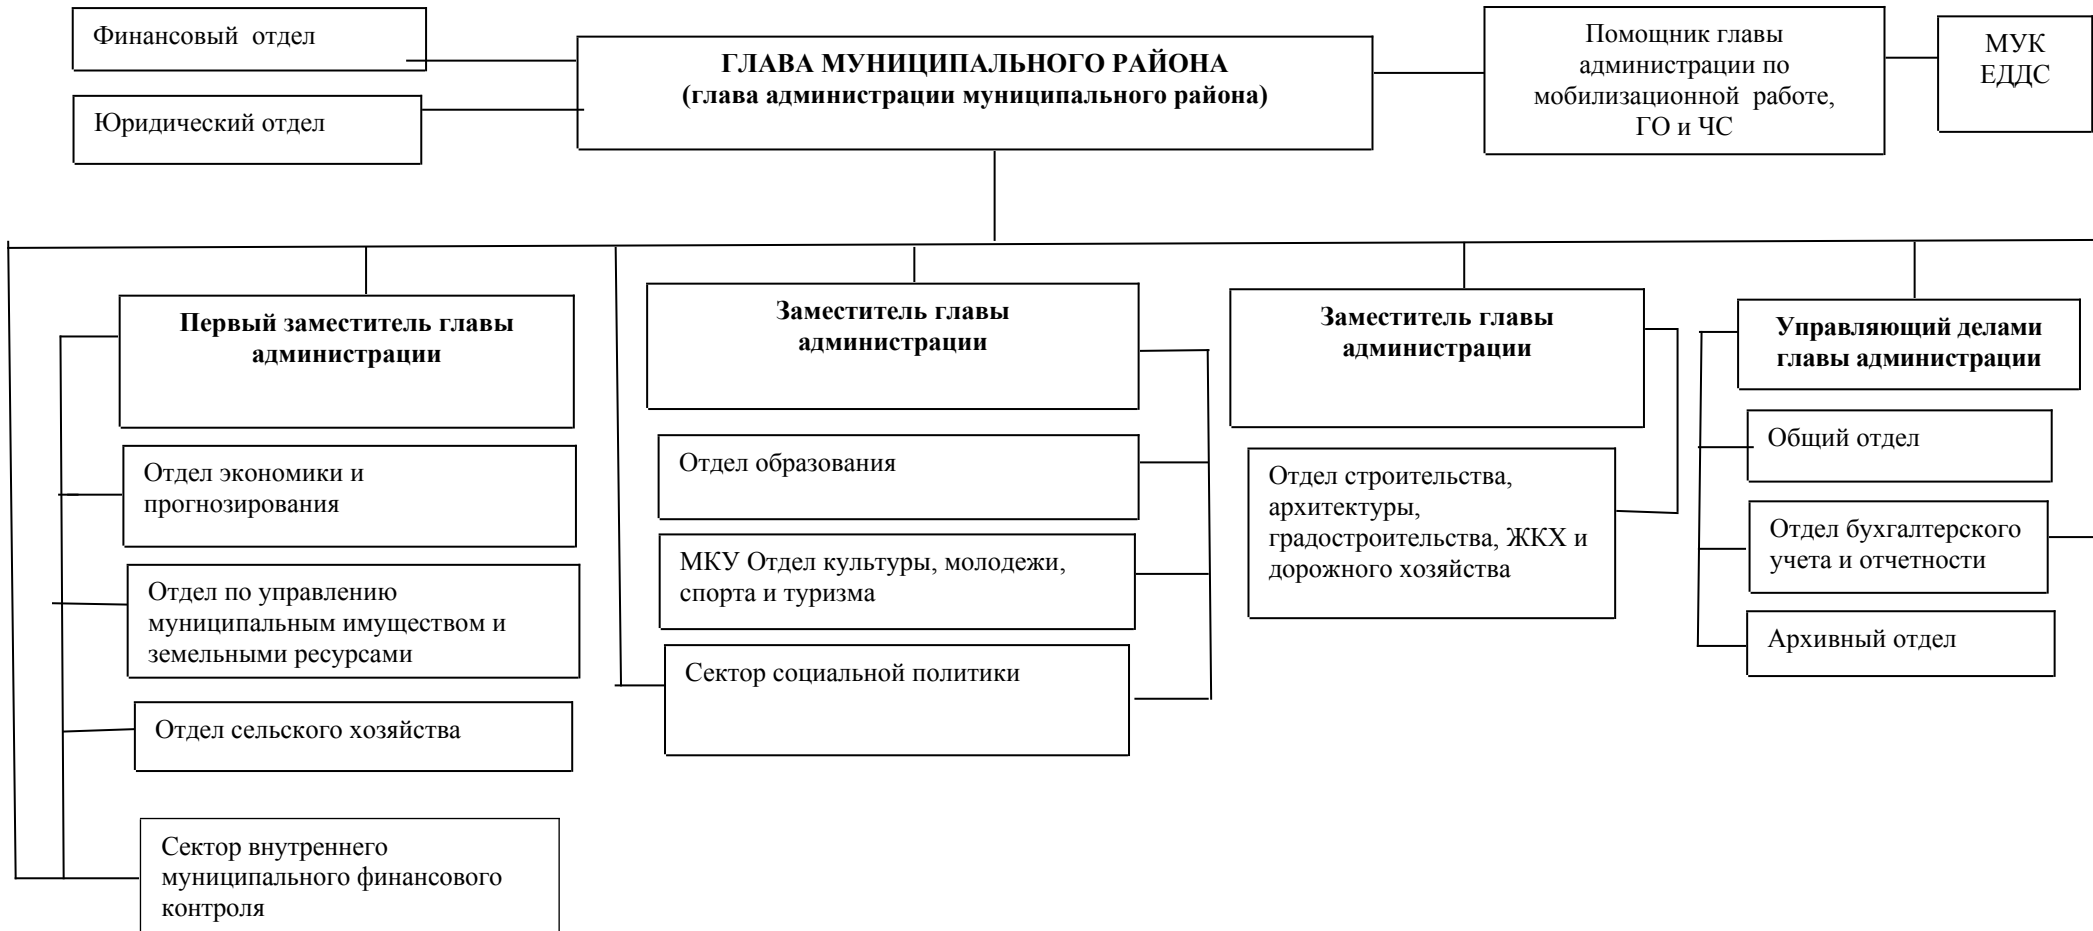 Финансовый отдел
Юридический отдел
ГЛАВА МУНИЦИПАЛЬНОГО РАЙОНА
(глава администрации муниципального района)
Помощник главы
администрации по
мобилизационной работе,
ГО и ЧС
МУК
ЕДДС
Первый заместитель главы
администрации
Отдел экономики и
прогнозирования
Отдел по управлению
муниципальным имуществом и
земельными ресурсами
Отдел сельского хозяйства
Сектор внутреннего
муниципального финансового
контроля
Заместитель главы
администрации
Отдел образования
МКУ Отдел культуры, молодежи,
спорта и туризма
Сектор социальной политики
Заместитель главы
администрации
Отдел строительства,
архитектуры,
градостроительства, ЖКХ и
дорожного хозяйства
Управляющий делами
главы администрации
Общий отдел
Отдел бухгалтерского
учета и отчетности
Архивный отдел